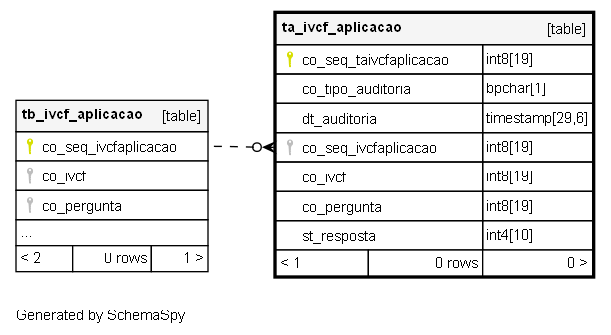 ta_ivcf_aplicacao [table]
co_seq_taivcfaplicacao int8[19]
co_tipo_auditoria bpchar[1]
dt_auditoria timestamp[29,6]
co_seq_ivcfaplicacao int8[19]
co_ivcf int8[19]
co_pergunta int8[19]
st_resposta int4[10]
< 1 0 rows 0 >
tb_ivcf_aplicacao [table]
co_seq_ivcfaplicacao
co_ivcf
co_pergunta
...
< 2 0 rows 1 >
Generated by SchemaSpy